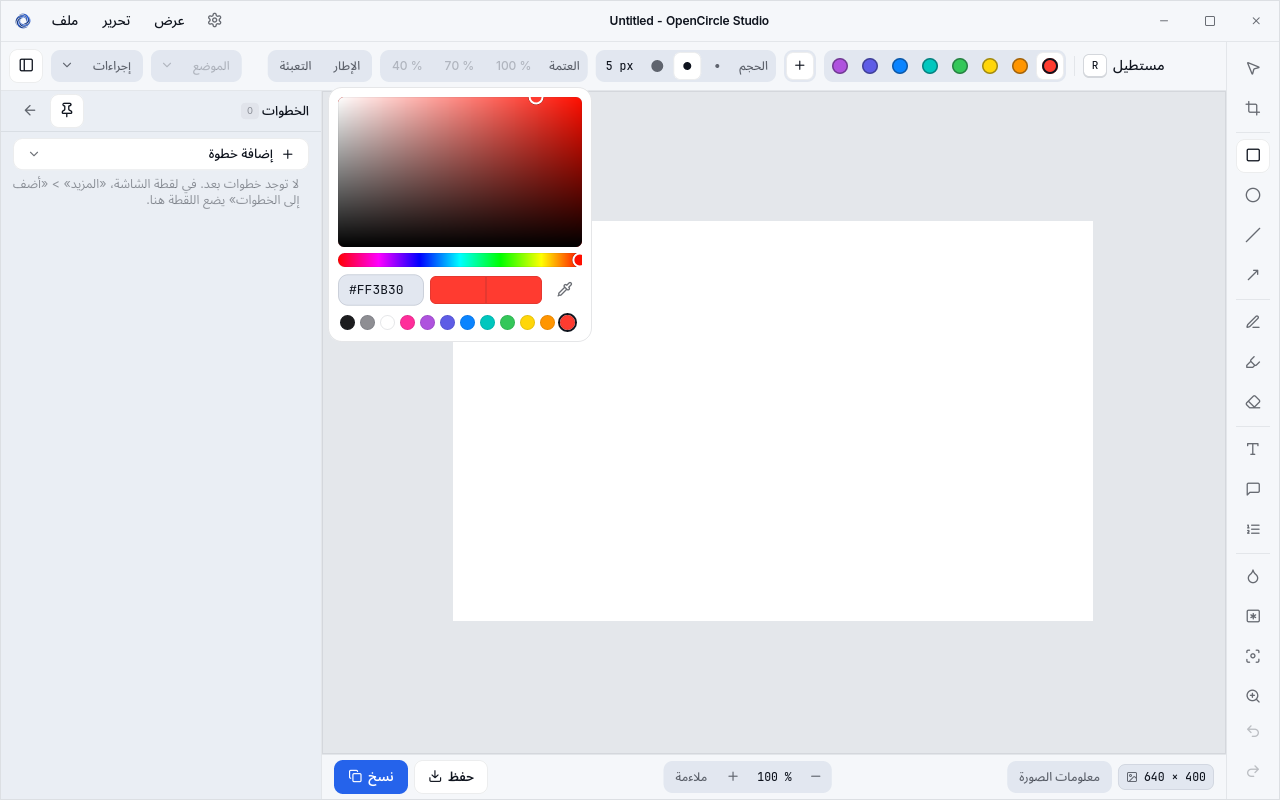 ملف
تحرير
عرض
Untitled - OpenCircle Studio
مستطيل
R
الحجم
5 px
العتمة
100 %
70 %
40 %
الإطار
التعبئة
الموضع
إجراءات
الخطوات
0
إضافة خطوة
لا توجد خطوات بعد. في لقطة الشاشة، «المزيد» > «أضف
إلى الخطوات» يضع اللقطة هنا.
#FF3B30
640 × 400
معلومات الصورة
100 %
ملاءمة
حفظ
نسخ